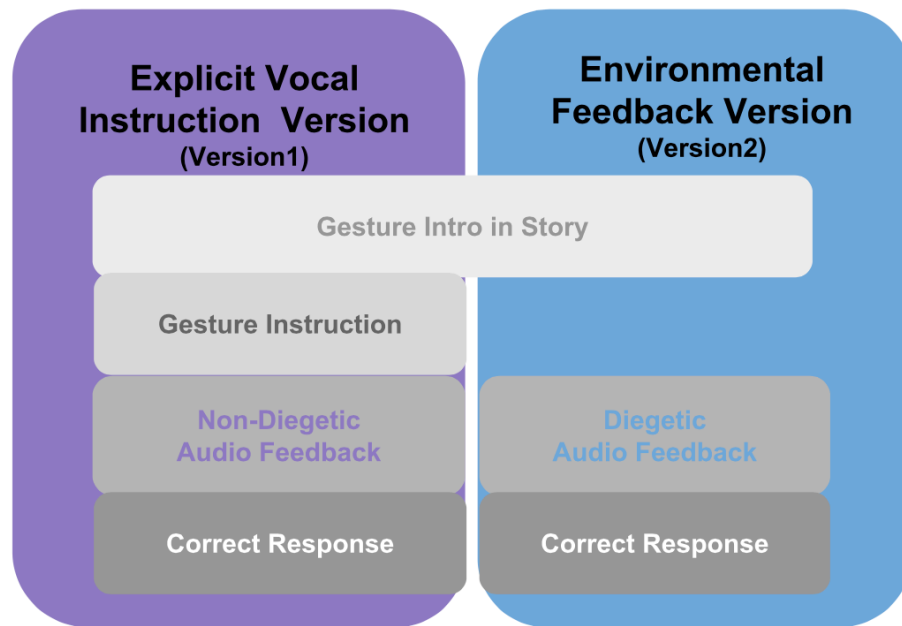 Explicit Vocal
Instruction Version
(Version1)
Environmental
Feedback Version
(Version2)
Gesture Intro in Story
Gesture Instruction
Non-Diegetic
Audio Feedback
Diegetic
Audio Feedback
Correct Response
Correct Response